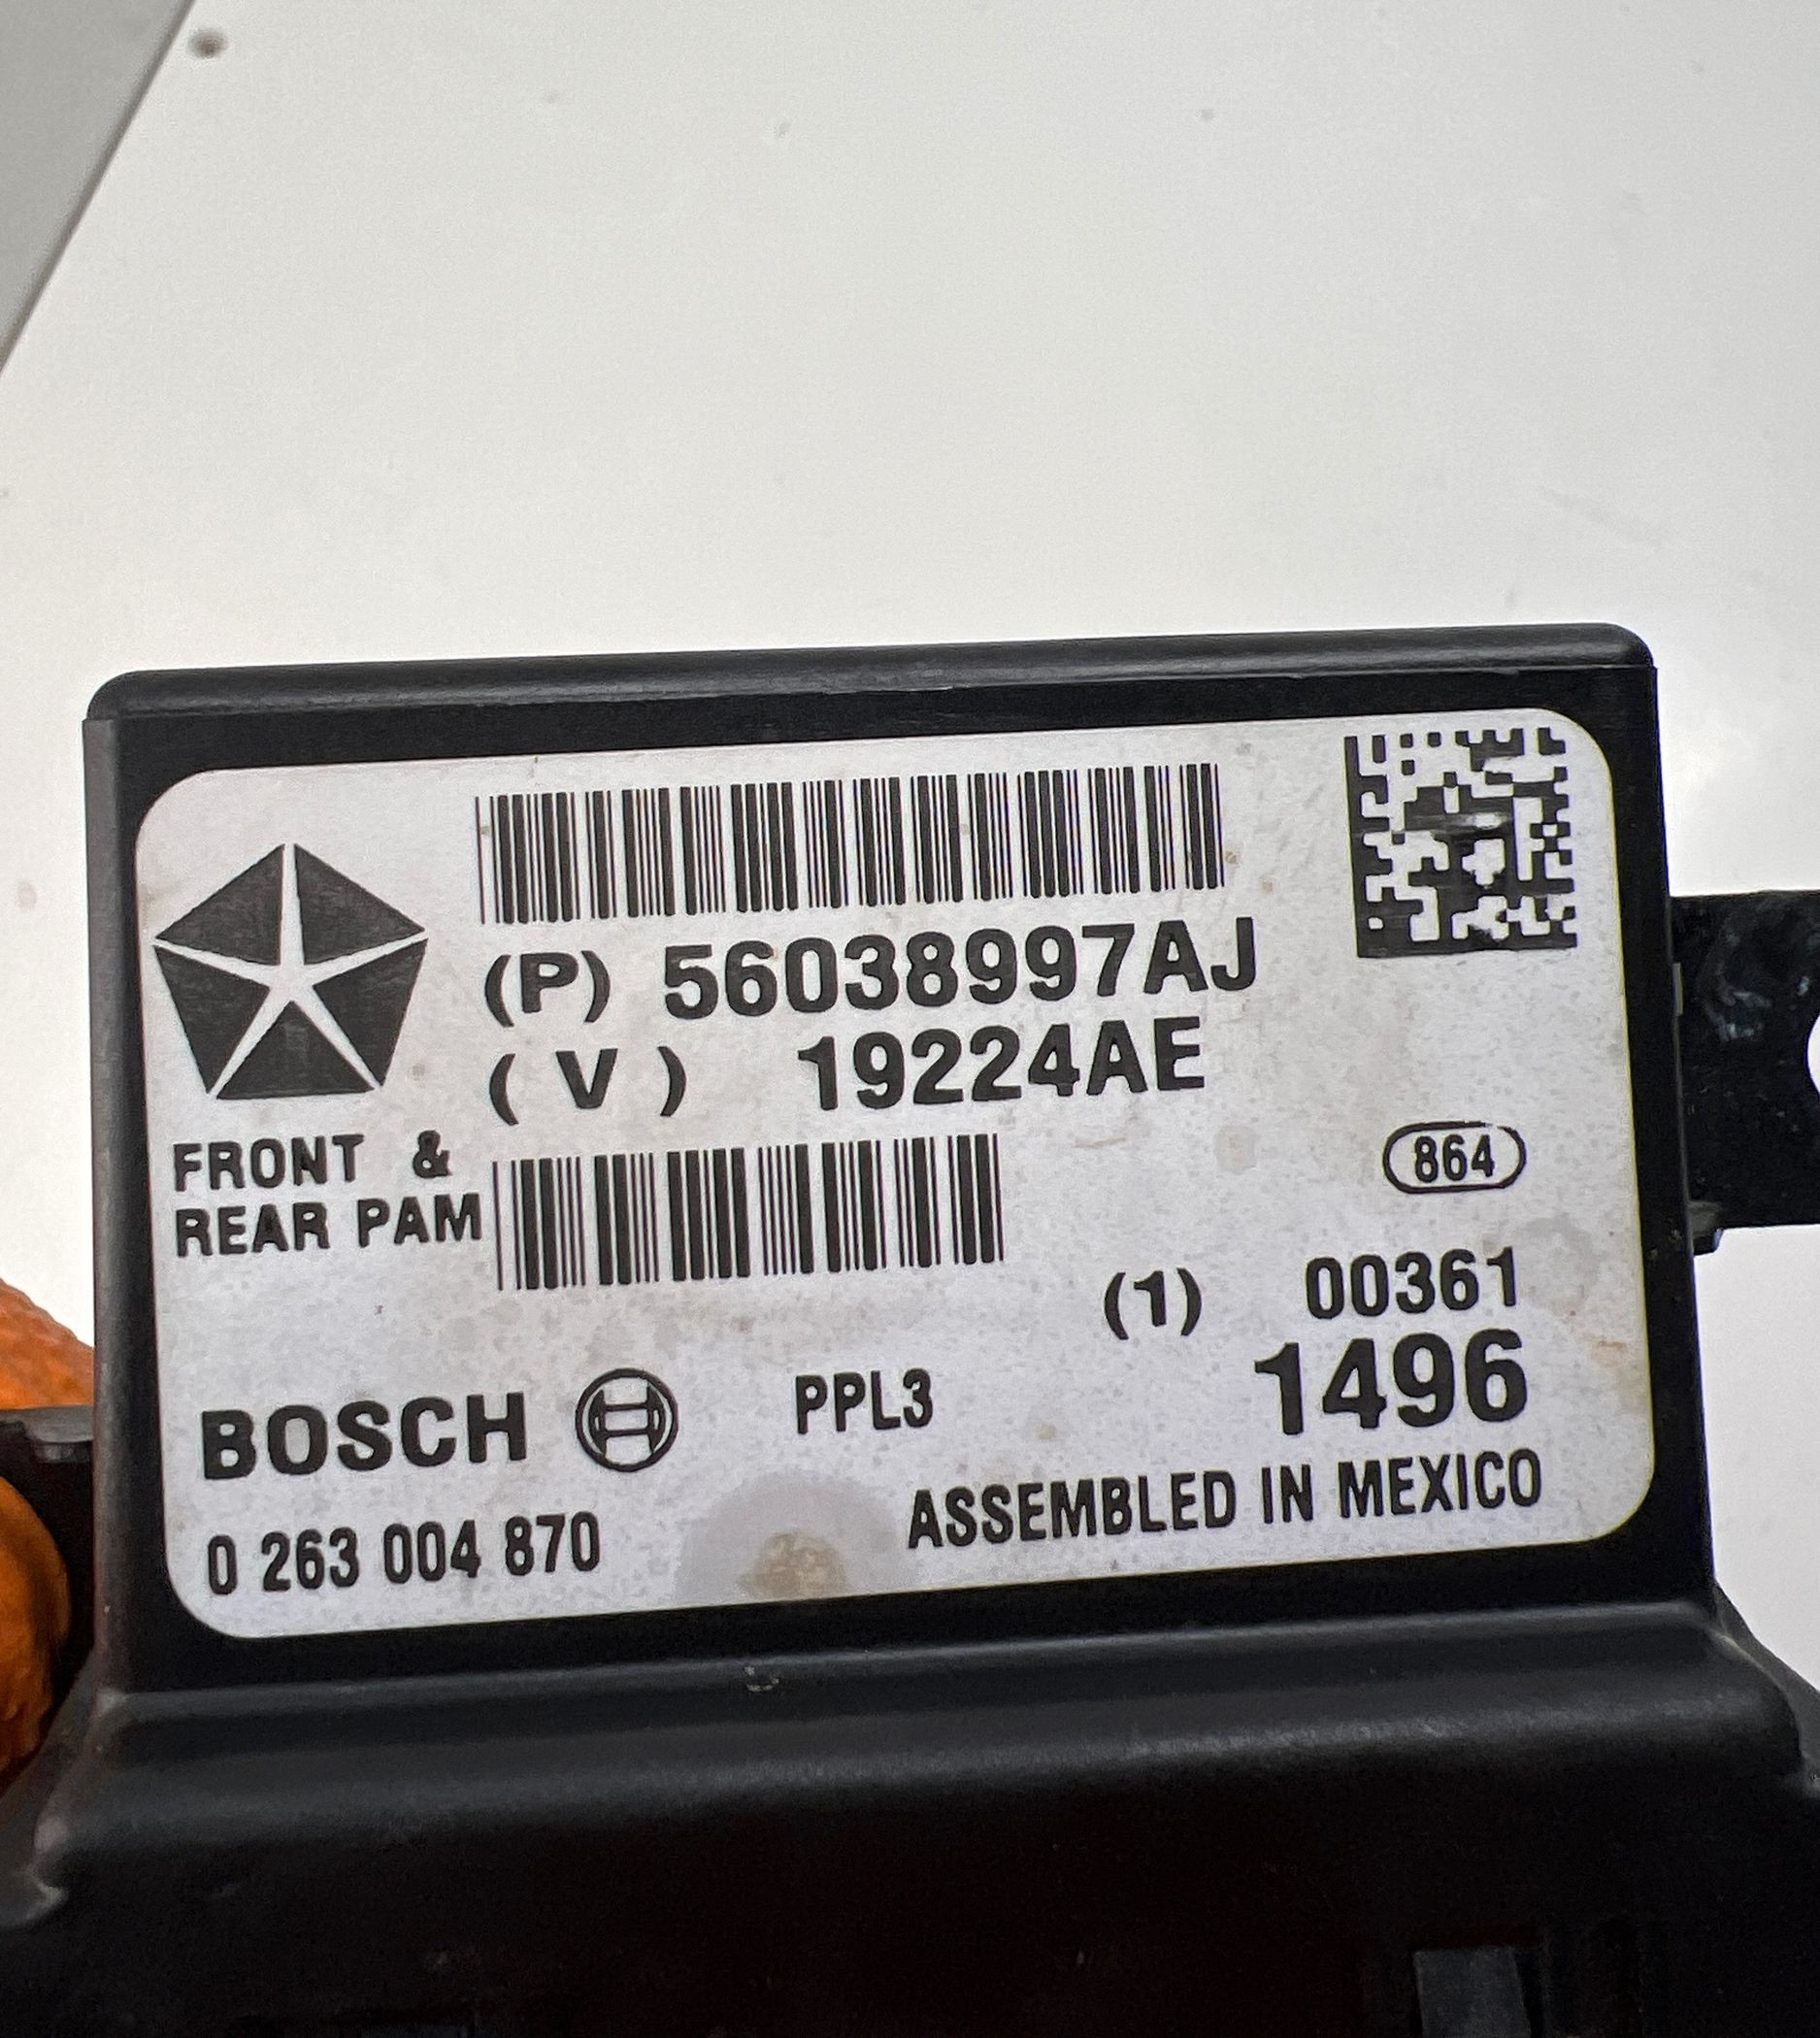 (P) 56038997AJ
( V ) 19224AE
FRONT &
REAR PAM
864
(1) 00361
1496
BOSCH PPL3
ASSEMBLED IN MEXICO
0 263 004 870